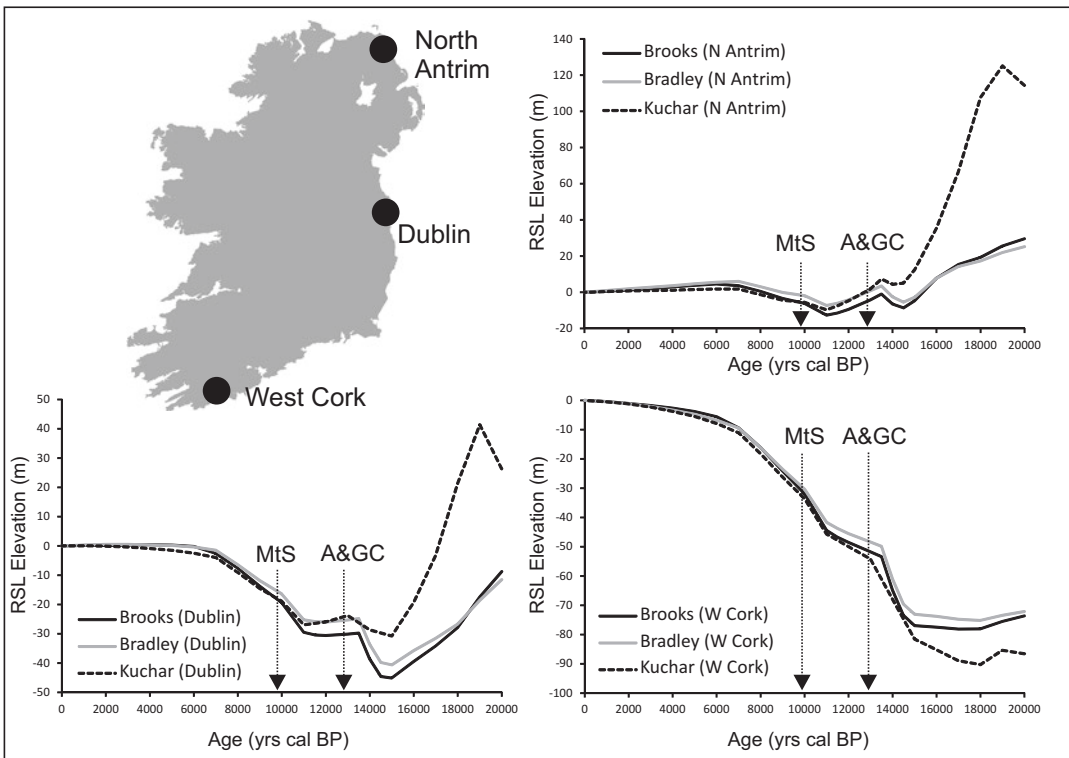 North
Antrim
Dublin
West Cork
Brooks (N Antrim)
Bradley (N Antrim)
Kuchar (N Antrim)
MtS
A&GC
RSL Elevation (m)
140
120
100
80
60
40
20
0
-20
0 2000 4000 6000 8000 10000 12000 14000 16000 18000 20000
Age (yrs cal BP)
RSL Elevation (m)
50
40
30
20
10
0
-10
-20
-30
-40
-50
MtS
A&GC
Brooks (Dublin)
Bradley (Dublin)
Kuchar (Dublin)
0 2000 4000 6000 8000 10000 12000 14000 16000 18000 20000
Age (yrs cal BP)
RSL Elevation (m)
0
-10
-20
-30
-40
-50
-60
-70
-80
-90
-100
MtS
A&GC
Brooks (W Cork)
Bradley (W Cork)
Kuchar (W Cork)
0 2000 4000 6000 8000 10000 12000 14000 16000 18000 20000
Age (yrs cal BP)